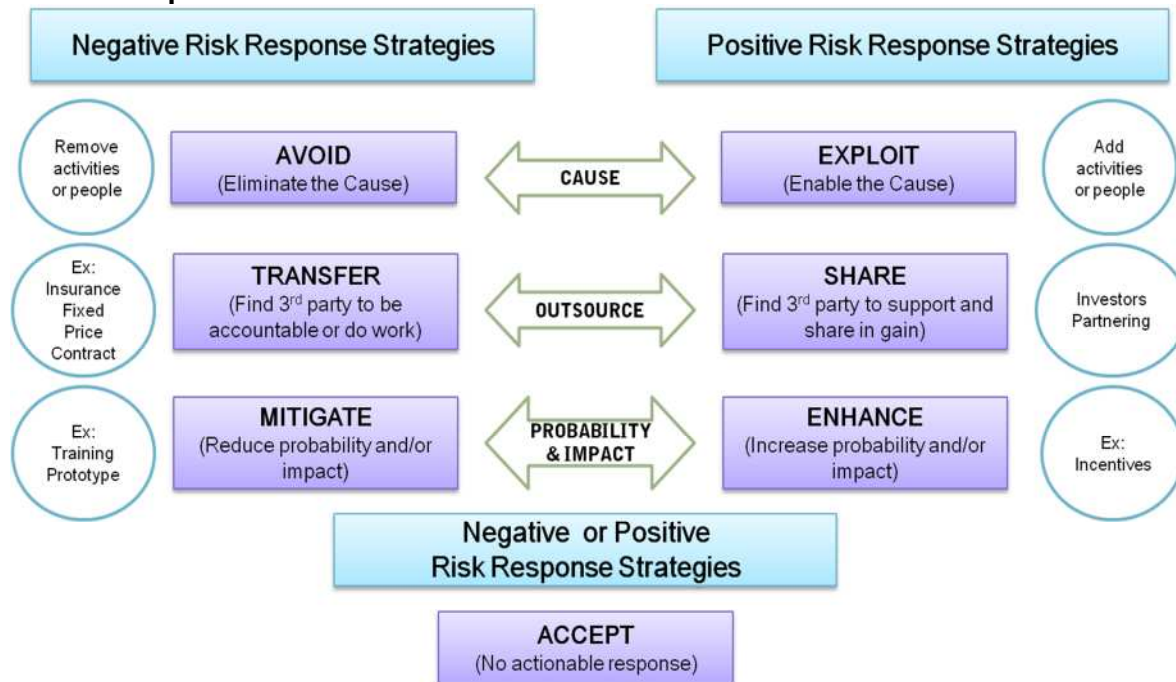 Negative Risk Response Strategies
Positive Risk Response Strategies
Remove
activities
or people
AVOID
(Eliminate the Cause)
CAUSE
EXPLOIT
(Enable the Cause)
Add
activities
or people
Ex:
Insurance
Fixed
Price
Contract
TRANSFER
(Find 3rd party to be
accountable or do work)
OUTSOURCE
SHARE
(Find 3rd party to support and
share in gain)
Investors
Partnering
Ex:
Training
Prototype
MITIGATE
(Reduce probability and/or
impact)
PROBABILITY
& IMPACT
ENHANCE
(Increase probability and/or
impact)
Ex:
Incentives
Negative or Positive
Risk Response Strategies
ACCEPT
(No actionable response)